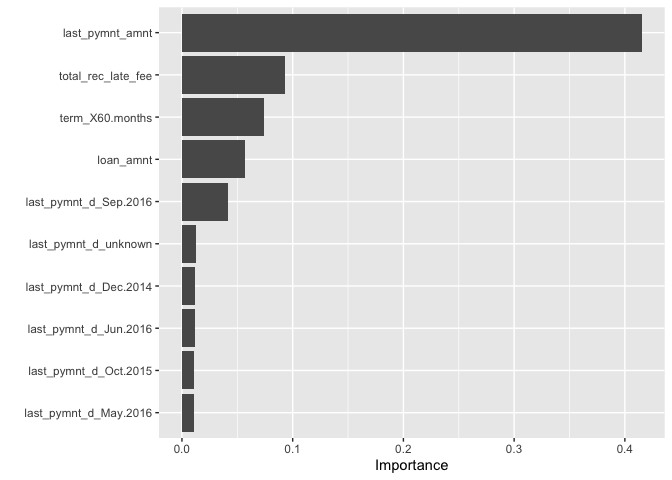 last_pymnt_amnt
total_rec_late_fee
term_X60.months
loan_amnt
last_pymnt_d_Sep.2016
last_pymnt_d_unknown
last_pymnt_d_Dec.2014
last_pymnt_d_Jun.2016
last_pymnt_d_Oct.2015
last_pymnt_d_May.2016
0.0 0.1 0.2 0.3 0.4
Importance